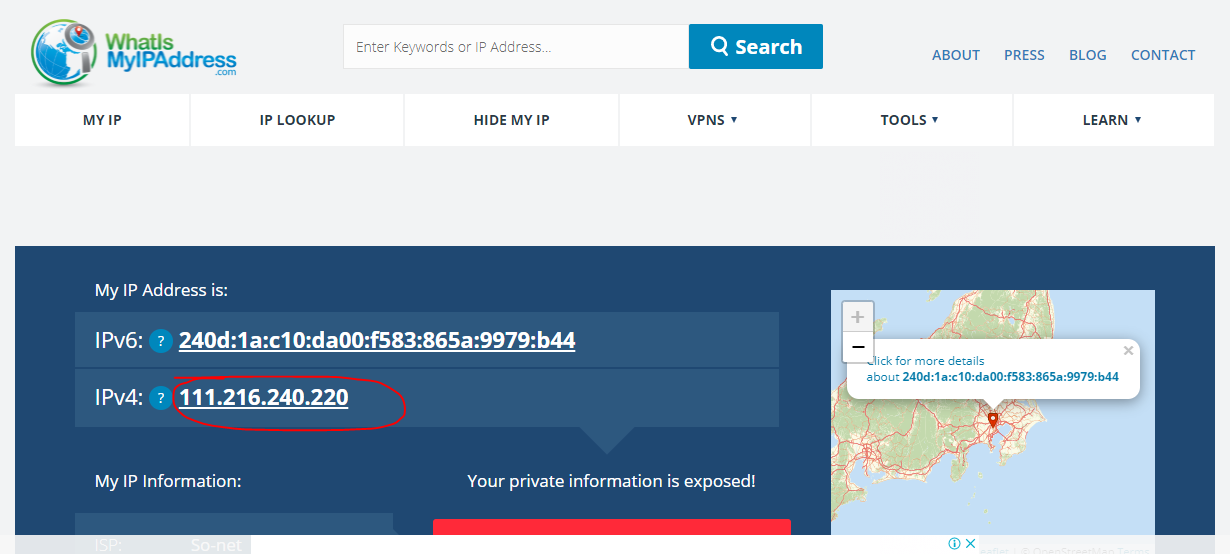 WhatIs
MyIPAddress
.com
Enter Keywords or IP Address...
Search
ABOUT PRESS BLOG CONTACT
MY IP IP LOOKUP HIDE MY IP VPNS ▼ TOOLS ▼ LEARN ▼
My IP Address is:
IPv6: ? 240d:1a:c10:da00:f583:865a:9979:b44
IPv4: ? 111.216.240.220
+
−
×
Click for more details
about 240d:1a:c10:da00:f583:865a:9979:b44
My IP Information:
Your private information is exposed!
ISP: So-net
Leaflet | © OpenStreetMap Terms